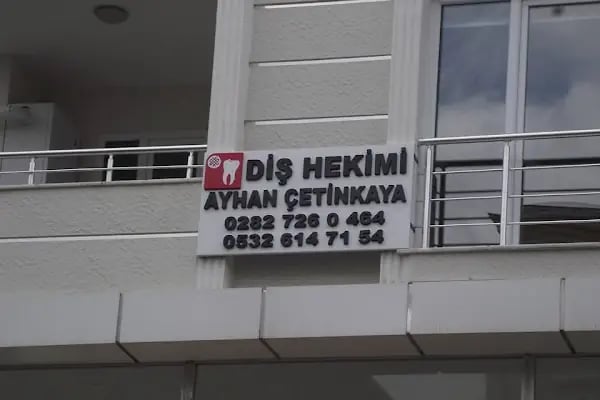 DİŞ HEKİMİ
AYHAN ÇETİNKAYA
0282 726 0 464
0532 614 71 54